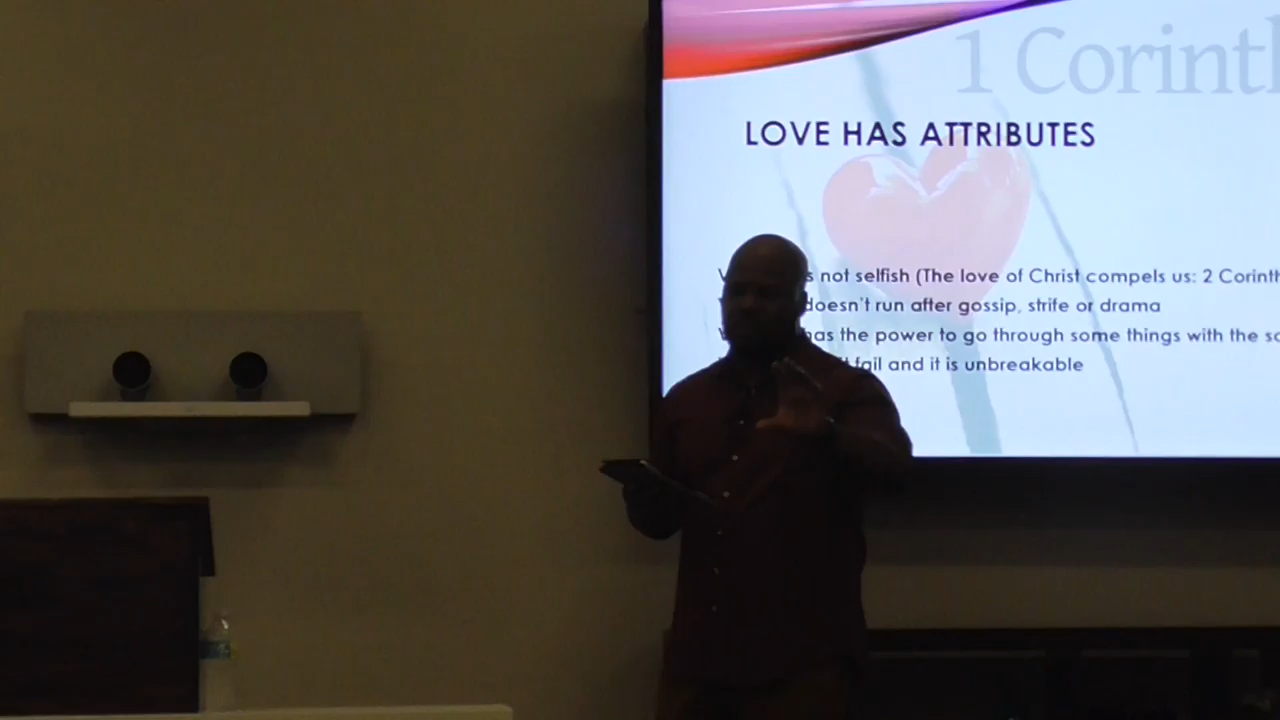 1 Corinth
LOVE HAS ATTRIBUTES
not selfish (The love of Christ compels us: 2 Corinth
doesn't run after gossip, strife or drama
has the power to go through some things with the
fail and it is unbreakable